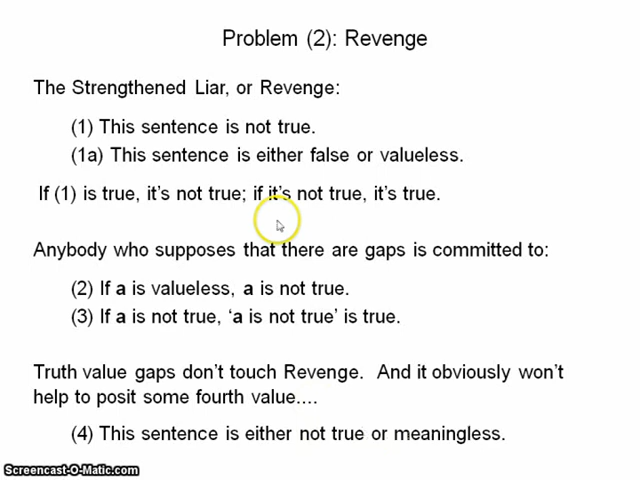 Problem (2): Revenge
The Strengthened Liar, or Revenge:
(1) This sentence is not true.
(1a) This sentence is either false or valueless.
If (1) is true, it's not true; if it's not true, it's true.
Anybody who supposes that there are gaps is committed to:
(2) If a is valueless, a is not true.
(3) If a is not true, ‘a is not true’ is true.
Truth value gaps don't touch Revenge. And it obviously won't
help to posit some fourth value....
(4) This sentence is either not true or meaningless.
Screencast-O-Matic.com